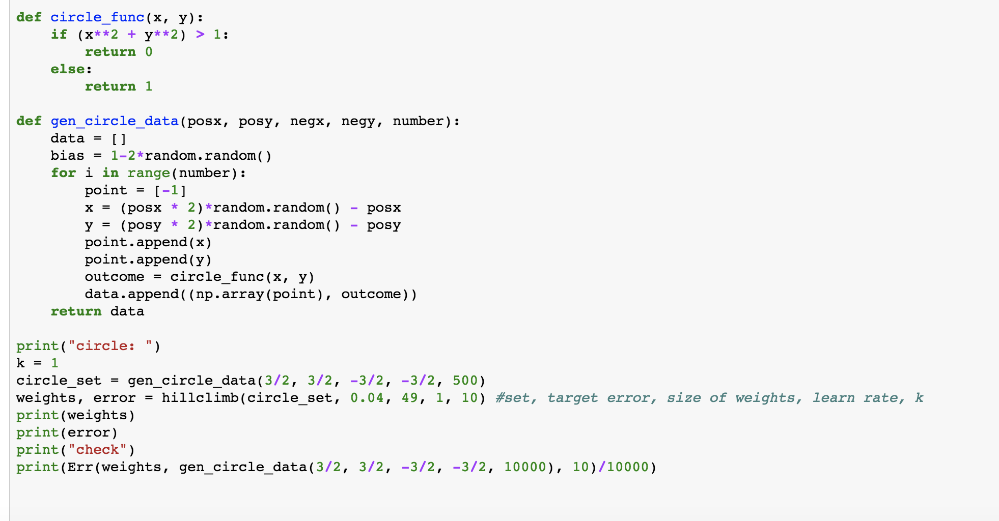 def circle_func(x, y):
    if (x**2 + y**2) > 1:
        return 0
    else:
        return 1

def gen_circle_data(posx, posy, negx, negy, number):
    data = []
    bias = 1-2*random.random()
    for i in range(number):
        point = [-1]
        x = (posx * 2)*random.random() - posx
        y = (posy * 2)*random.random() - posy
        point.append(x)
        point.append(y)
        outcome = circle_func(x, y)
        data.append((np.array(point), outcome))
    return data

print("circle: ")
k = 1
circle_set = gen_circle_data(3/2, 3/2, -3/2, -3/2, 500)
weights, error = hillclimb(circle_set, 0.04, 49, 1, 10) #set, target error, size of weights, learn rate, k
print(weights)
print(error)
print("check")
print(Err(weights, gen_circle_data(3/2, 3/2, -3/2, -3/2, 10000), 10)/10000)